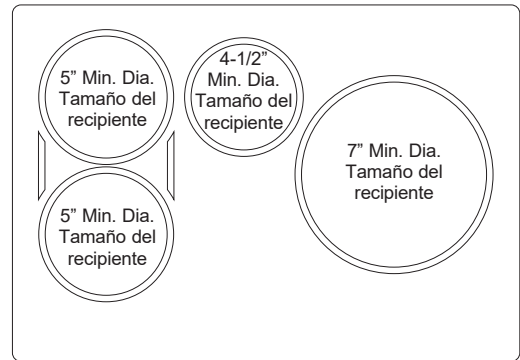 5” Min. Dia.
Tamaño del
recipiente
4-1/2”
Min. Dia.
Tamaño del
recipiente
7” Min. Dia.
Tamaño del
recipiente
5” Min. Dia.
Tamaño del
recipiente